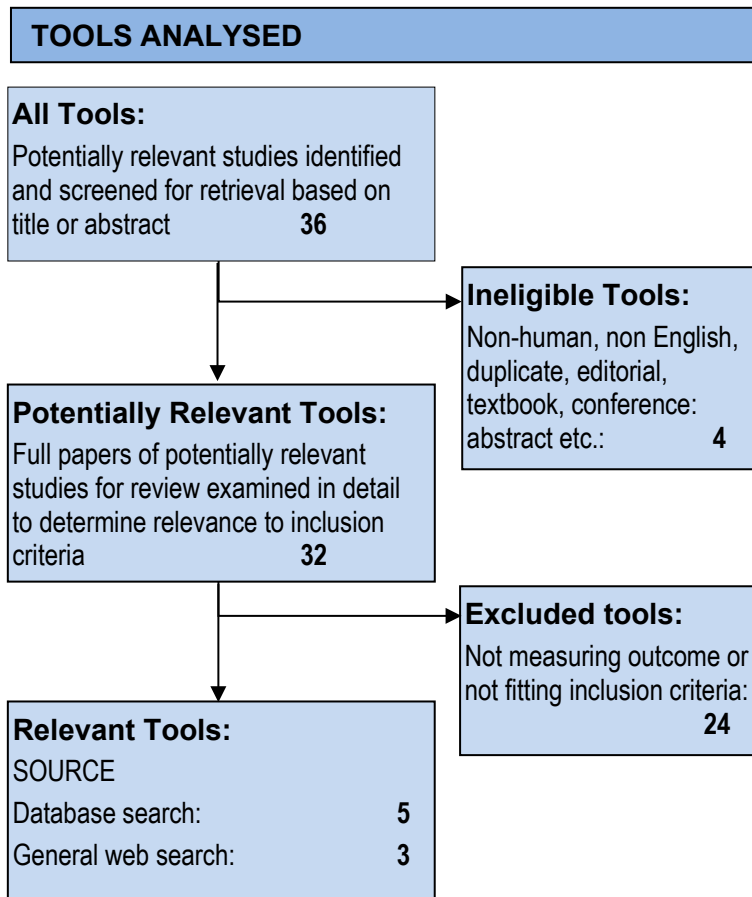 TOOLS ANALYSED
All Tools:
Potentially relevant studies identified
and screened for retrieval based on
title or abstract 36
Ineligible Tools:
Non-human, non English,
duplicate, editorial,
textbook, conference:
abstract etc.: 4
Potentially Relevant Tools:
Full papers of potentially relevant
studies for review examined in detail
to determine relevance to inclusion
criteria 32
Excluded tools:
Not measuring outcome or
not fitting inclusion criteria:
24
Relevant Tools:
SOURCE
Database search: 5
General web search: 3